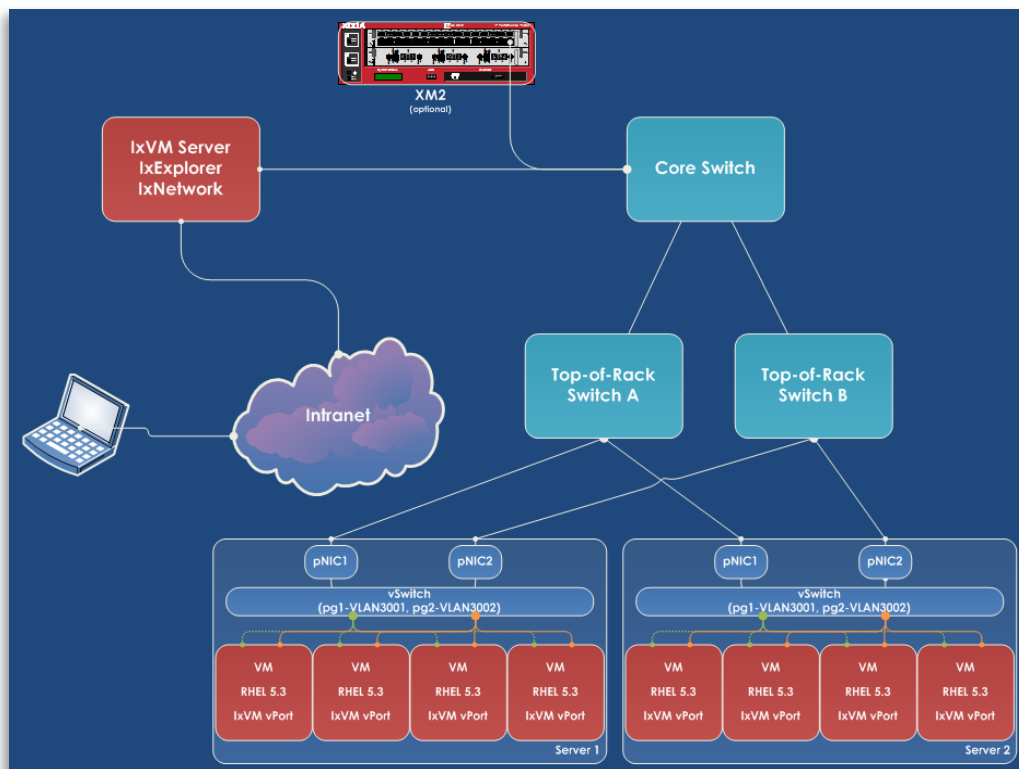 IXIA
XM2
(optional)
IxVM Server
IxExplorer
IxNetwork
Core Switch
Top-of-Rack
Switch A
Top-of-Rack
Switch B
Intranet
pNIC1
pNIC2
vSwitch
(pg1-VLAN3001, pg2-VLAN3002)
VM
RHEL 5.3
IxVM vPort
VM
RHEL 5.3
IxVM vPort
VM
RHEL 5.3
IxVM vPort
VM
RHEL 5.3
IxVM vPort
Server 1
pNIC1
pNIC2
vSwitch
(pg1-VLAN3001, pg2-VLAN3002)
VM
RHEL 5.3
IxVM vPort
VM
RHEL 5.3
IxVM vPort
VM
RHEL 5.3
IxVM vPort
VM
RHEL 5.3
IxVM vPort
Server 2